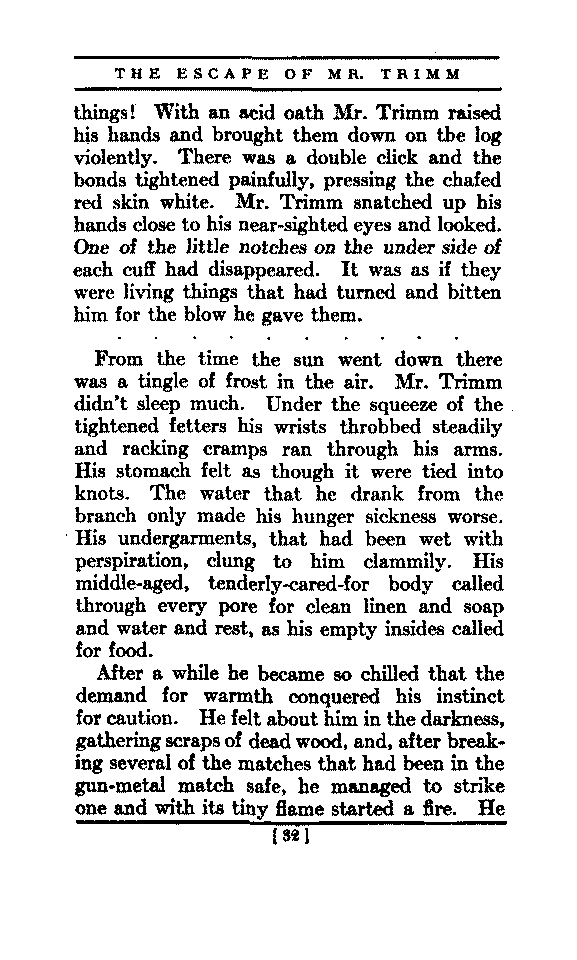 THE ESCAPE OF MR. TRIMM
things! With an acid oath Mr. Trimm raised
his hands and brought them down on the log
violently. There was a double click and the
bonds tightened painfully, pressing the chafed
red skin white. Mr. Trimm snatched up his
hands close to his near-sighted eyes and looked.
One of the little notches on the under side of
each cuff had disappeared. It was as if they
were living things that had turned and bitten
him for the blow he gave them.
. . . . . . . . . .
From the time the sun went down there
was a tingle of frost in the air. Mr. Trimm
didn't sleep much. Under the squeeze of the
tightened fetters his wrists throbbed steadily
and racking cramps ran through his arms.
His stomach felt as though it were tied into
knots. The water that he drank from the
branch only made his hunger sickness worse.
His undergarments, that had been wet with
perspiration, clung to him clammily. His
middle-aged, tenderly-cared-for body called
through every pore for clean linen and soap
and water and rest, as his empty insides called
for food.
After a while he became so chilled that the
demand for warmth conquered his instinct
for caution. He felt about him in the darkness,
gathering scraps of dead wood, and, after break-
ing several of the matches that had been in the
gun-metal match safe, he managed to strike
one and with its tiny flame started a fire. He
[32]